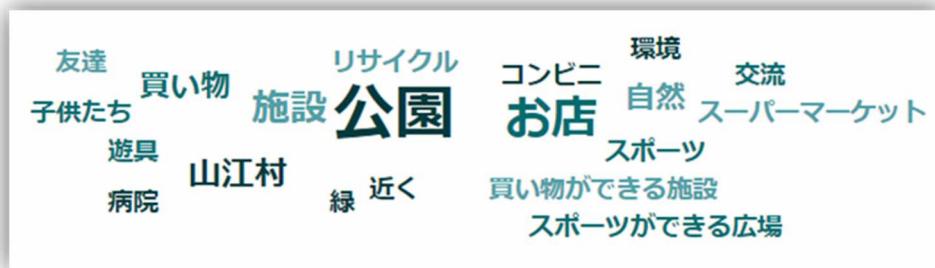 友達
子供たち
買い物
遊具
病院
施設
山江村
リサイクル
公園
緑
近く
コンビニ
お店
環境
自然
交流
スーパーマーケット
スポーツ
買い物ができる施設
スポーツができる広場